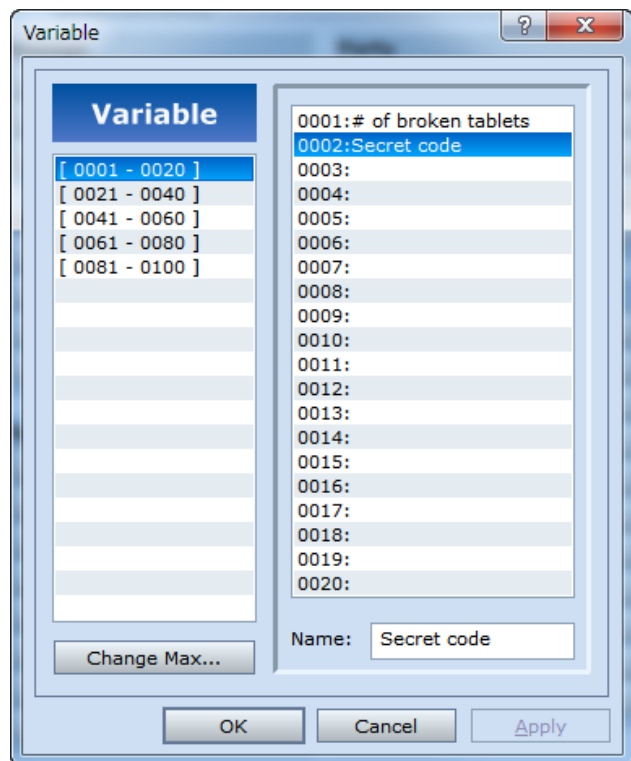 Variable
Variable
[ 0001 - 0020 ]
[ 0021 - 0040 ]
[ 0041 - 0060 ]
[ 0061 - 0080 ]
[ 0081 - 0100 ]
Change Max...
0001:# of broken tablets
0002:Secret code
0003:
0004:
0005:
0006:
0007:
0008:
0009:
0010:
0011:
0012:
0013:
0014:
0015:
0016:
0017:
0018:
0019:
0020:
Name: Secret code
OK Cancel Apply